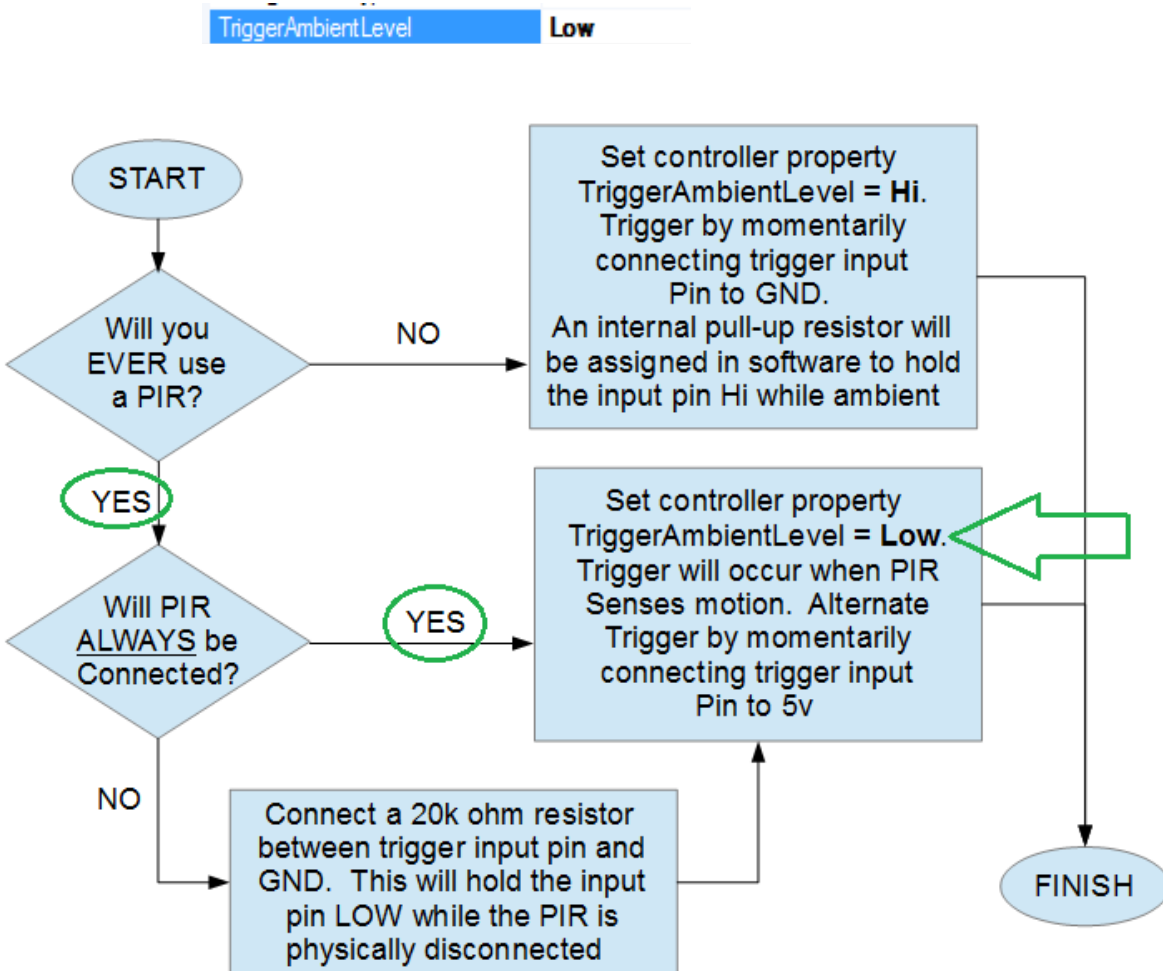 TriggerAmbientLevel Low
START
Set controller property
TriggerAmbientLevel = Hi.
Trigger by momentarily
connecting trigger input
Pin to GND.
An internal pull-up resistor will
be assigned in software to hold
the input pin Hi while ambient
Will you
EVER use
a PIR?
NO
YES
Set controller property
TriggerAmbientLevel = Low.
Trigger will occur when PIR
Senses motion. Alternate
Trigger by momentarily
connecting trigger input
Pin to 5v
Will PIR
ALWAYS be
Connected?
YES
NO
Connect a 20k ohm resistor
between trigger input pin and
GND. This will hold the input
pin LOW while the PIR is
physically disconnected
FINISH